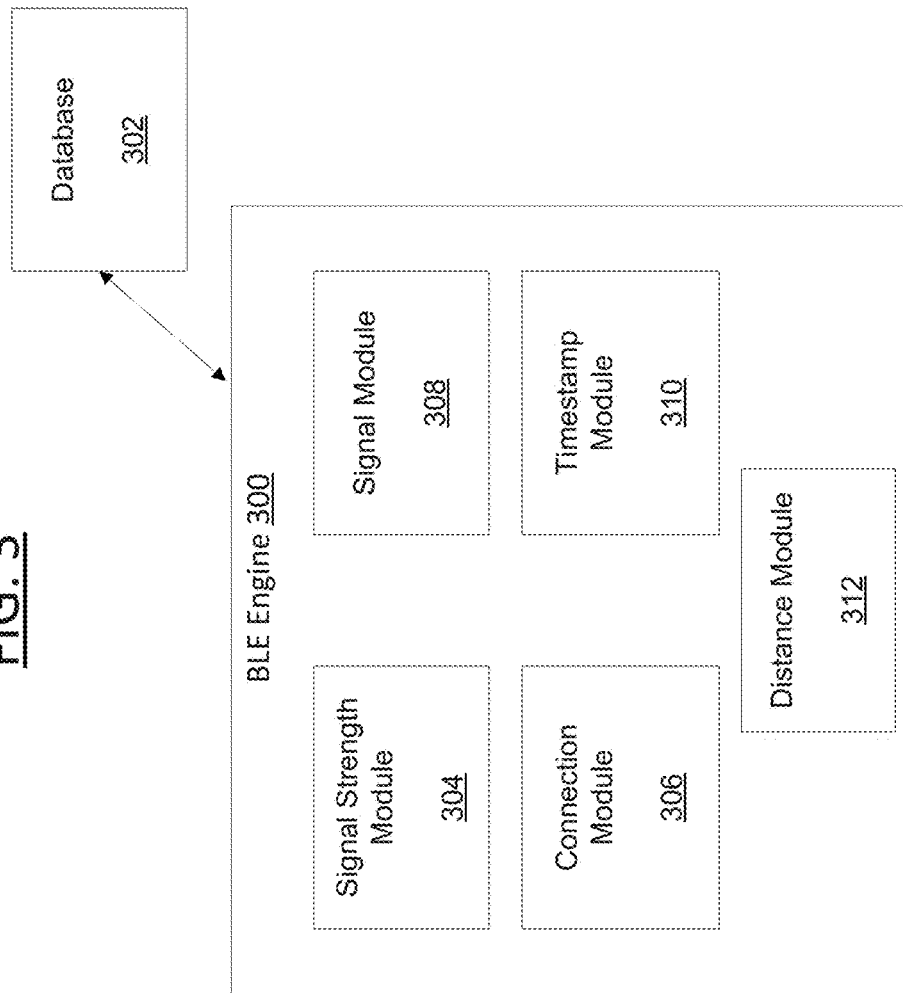 FIG. 3
Database
302
BLE Engine 300
Signal Strength
Module
304
Signal Module
308
Connection
Module
306
Timestamp
Module
310
Distance Module
312